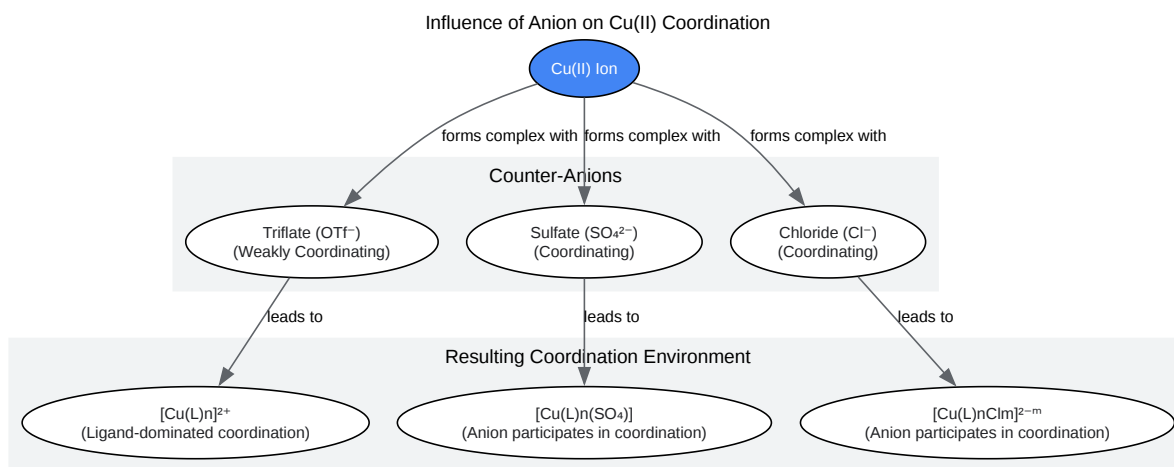 Influence of Anion on Cu(II) Coordination
Cu(II) Ion
forms complex with
forms complex with
forms complex with
Counter-Anions
Triflate (OTf⁻)
(Weakly Coordinating)
Sulfate (SO₄²⁻)
(Coordinating)
Chloride (Cl⁻)
(Coordinating)
leads to
leads to
leads to
Resulting Coordination Environment
[Cu(L)n]²⁺
(Ligand-dominated coordination)
[Cu(L)n(SO₄)]
(Anion participates in coordination)
[Cu(L)nClm]²⁻ᵐ
(Anion participates in coordination)